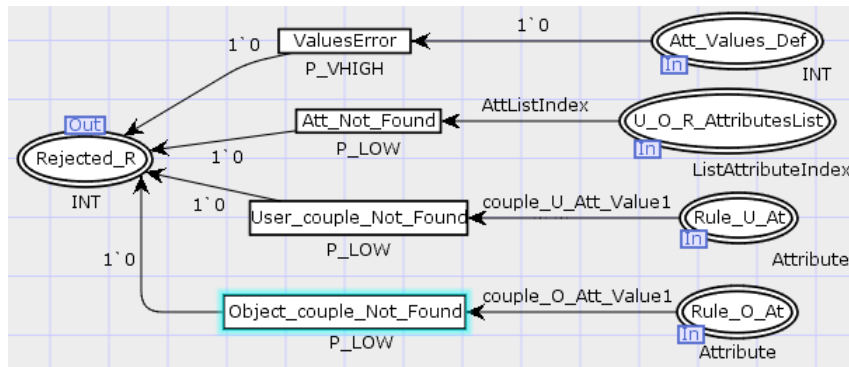 1`0
ValuesError
1`0
Att_Values_Def
In
P_VHIGH
INT
Out
Rejected_R
INT
1`0
Att_Not_Found
AttListIndex
U_O_R_AttributesList
In
P_LOW
ListAttributeIndex
1`0
User_couple_Not_Found
couple_U_Att_Value1
Rule_U_At
In
P_LOW
Attribute
1`0
Object_couple_Not_Found
couple_O_Att_Value1
Rule_O_At
In
P_LOW
Attribute